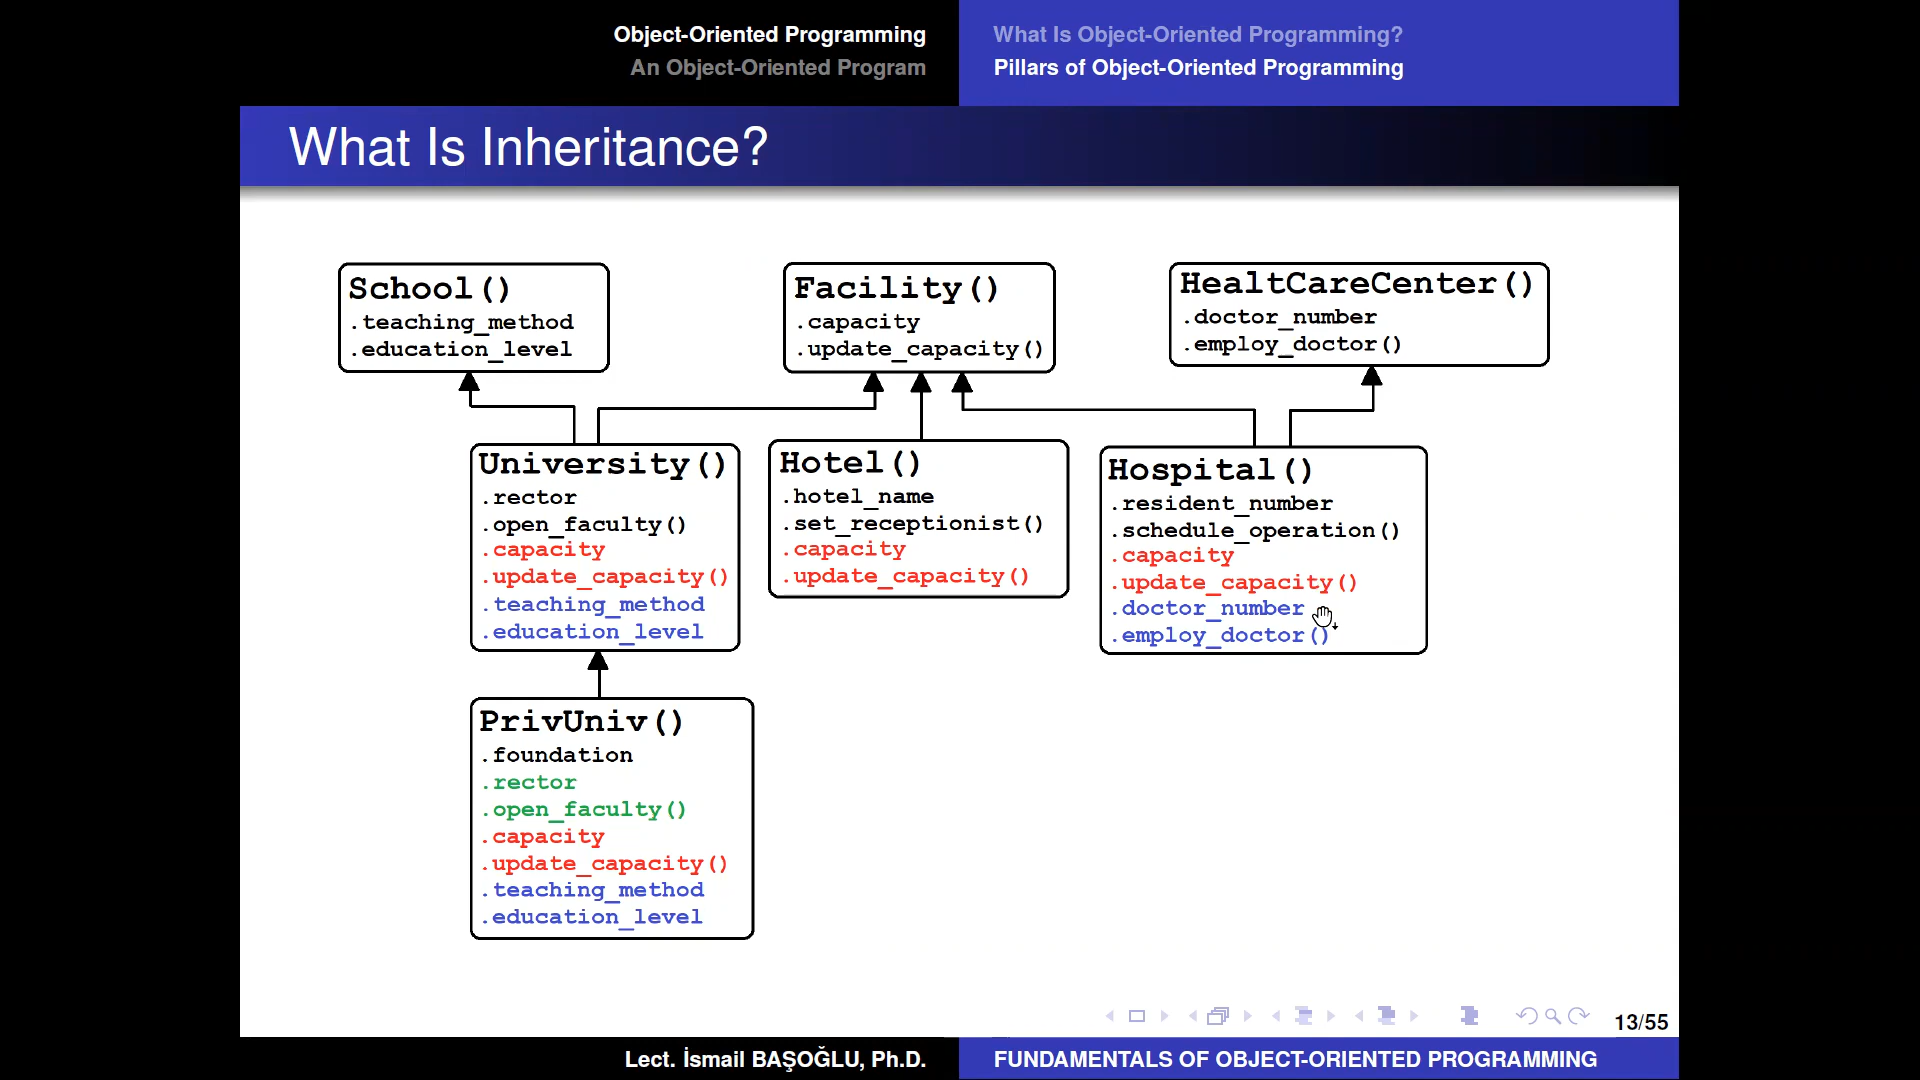 Object-Oriented Programming
An Object-Oriented Program
What Is Object-Oriented Programming?
Pillars of Object-Oriented Programming
What Is Inheritance?
School()
.teaching_method
.education_level
Facility()
.capacity
.update_capacity()
HealtCareCenter()
.doctor_number
.employ_doctor()
University()
.rector
.open_faculty()
.capacity
.update_capacity()
.teaching_method
.education_level
Hotel()
.hotel_name
.set_receptionist()
.capacity
.update_capacity()
Hospital()
.resident_number
.schedule_operation()
.capacity
.update_capacity()
.doctor_number
.employ_doctor()
PrivUniv()
.foundation
.rector
.open_faculty()
.capacity
.update_capacity()
.teaching_method
.education_level
13/55
Lect. İsmail BAŞOĞLU, Ph.D.
FUNDAMENTALS OF OBJECT-ORIENTED PROGRAMMING